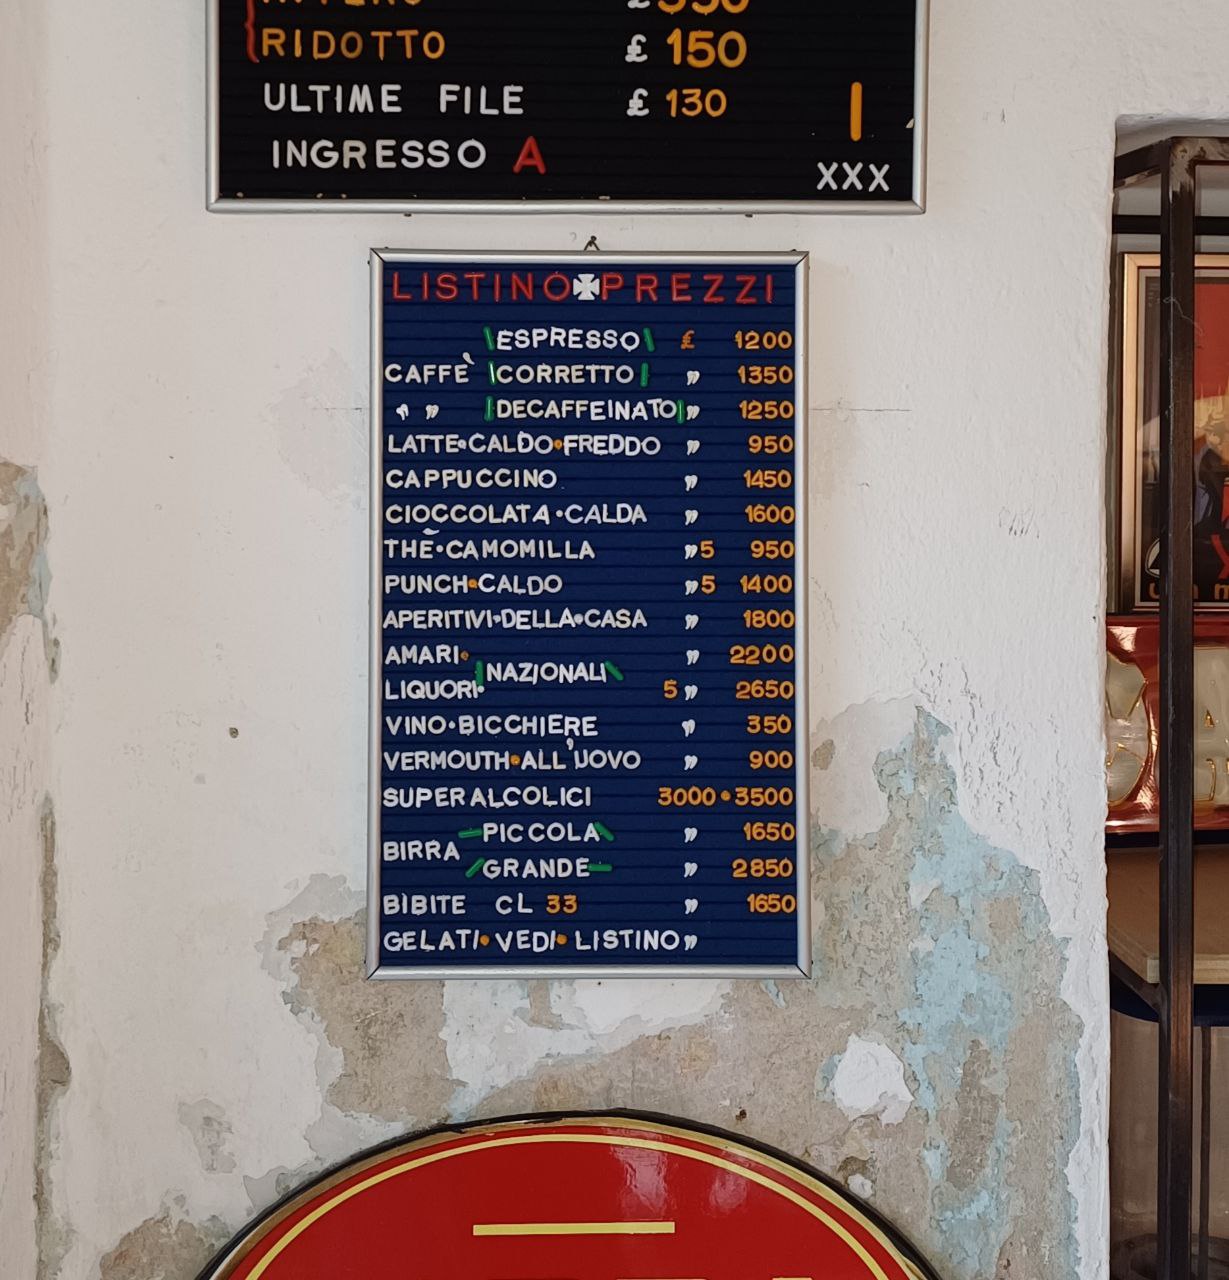 RIDOTTO £ 150
ULTIME FILE £ 130
INGRESSO A
XXX
LISTINO PREZZI
ESPRESSO £ 1200
CAFFÈ CORRETTO " 1350
" " DECAFFEINATO " 1250
LATTE•CALDO•FREDDO " 950
CAPPUCCINO " 1450
CIOCCOLATA•CALDA " 1600
THE•CAMOMILLA " 5 950
PUNCH•CALDO " 5 1400
APERITIVI•DELLA•CASA " 1800
AMARI• " 2200
NAZIONALI
LIQUORI• 5 " 2650
VINO•BICCHIERE " 350
VERMOUTH•ALL'UOVO " 900
SUPERALCOLICI 3000•3500
PICCOLA " 1650
BIRRA
GRANDE " 2850
BIBITE CL 33 " 1650
GELATI• VEDI• LISTINO "